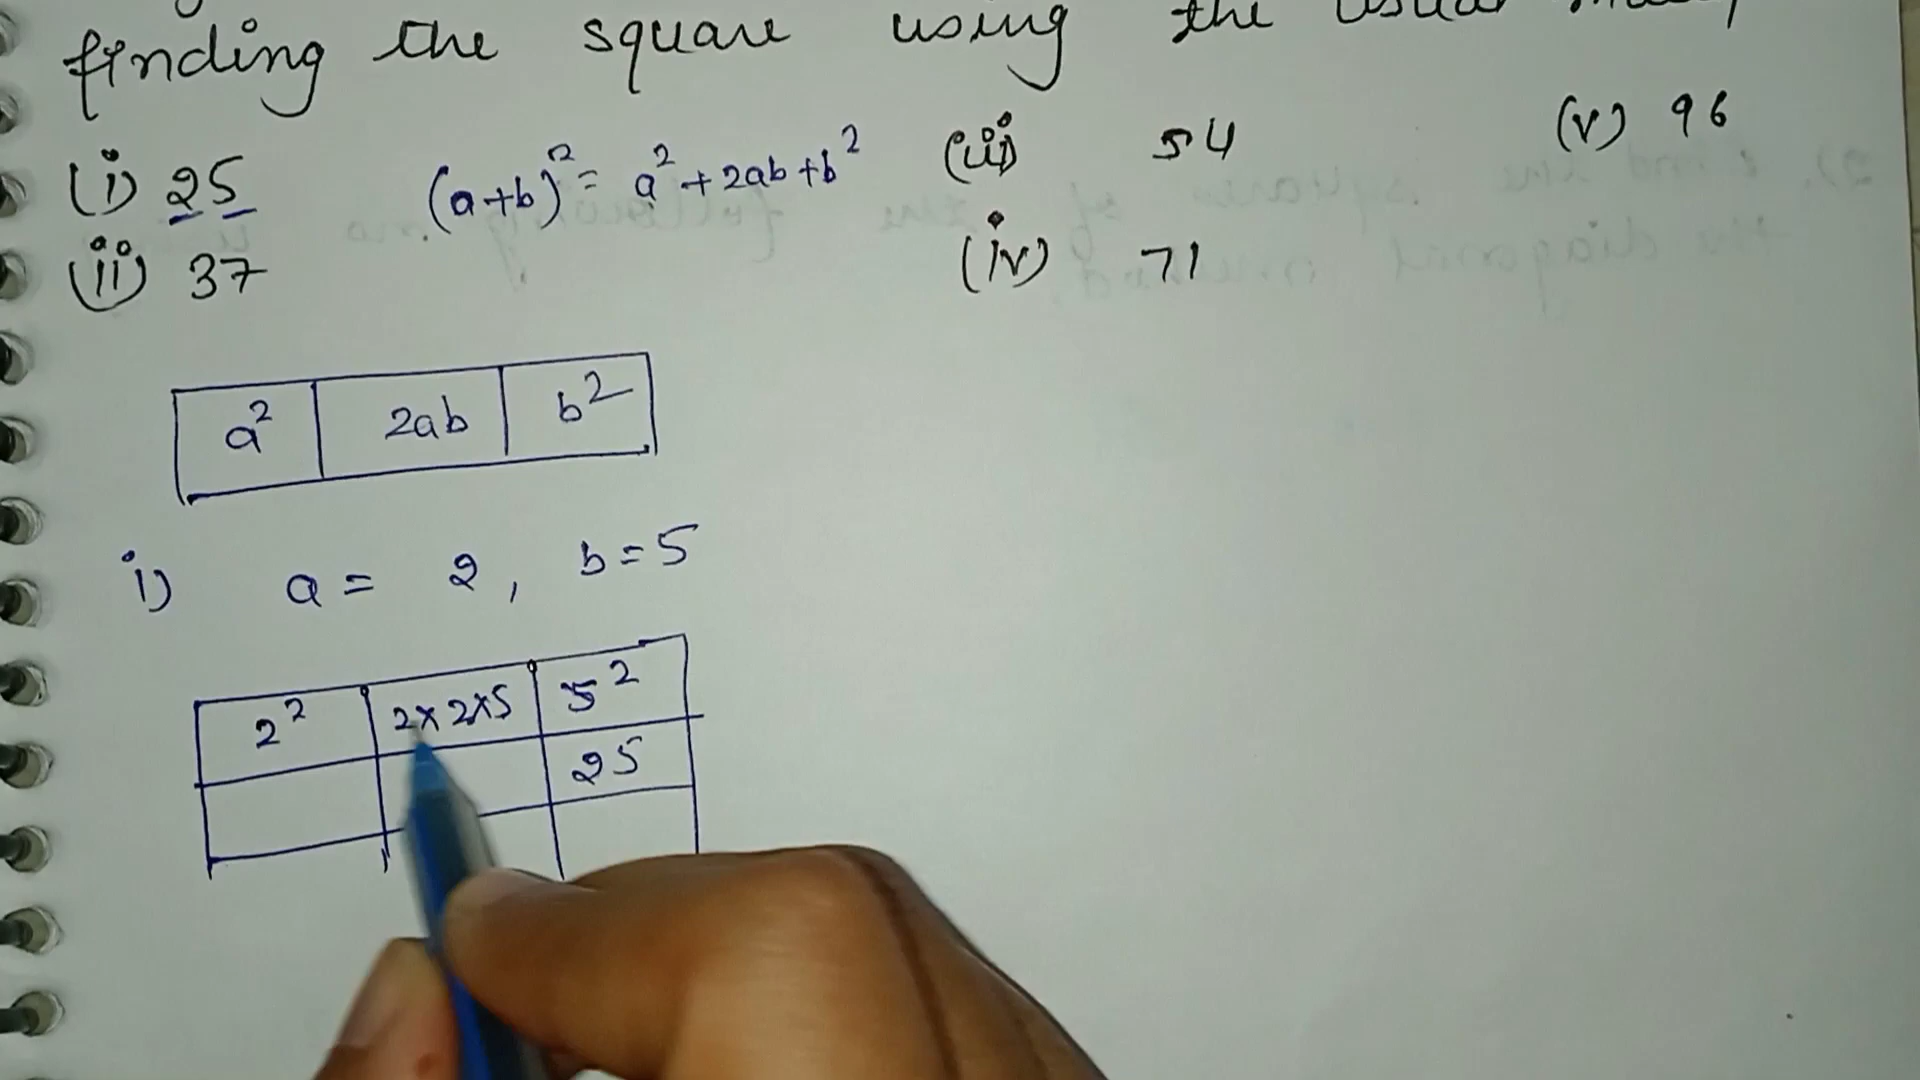 finding the square using the usual
(i) 25 (a+b)² = a²+2ab+b² (iii) 54 (v) 96
(ii) 37 (iv) 71
a² 2ab b²
i) a = 2, b=5
2² 2×2×5 5²
25